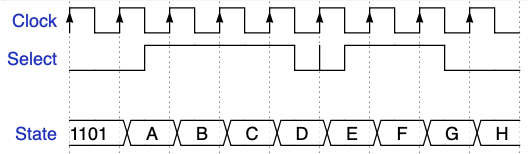 Clock
Select
State 1101 A B C D E F G H